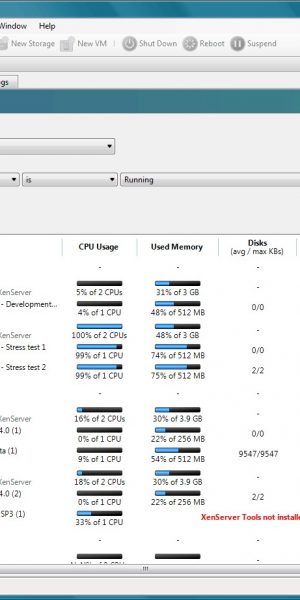 Window Help
New Storage New VM Shut Down Reboot Suspend
gs
is Running
CPU Usage Used Memory Disks
(avg / max KBs)
- - -
XenServer 5% of 2 CPUs 31% of 3 GB -
- Development... 4% of 1 CPU 48% of 512 MB 0/0
- - -
XenServer 100% of 2 CPUs 48% of 3 GB -
- Stress test 1 99% of 1 CPU 74% of 512 MB 0/0
- Stress test 2 99% of 1 CPU 75% of 512 MB 2/2
- - -
XenServer 16% of 2 CPUs 30% of 3.9 GB -
4.0 (1) 0% of 1 CPU 22% of 256 MB 0/0
ta (1) 9% of 1 CPU 54% of 512 MB 9547/9547
XenServer 18% of 2 CPUs 30% of 3.9 GB -
4.0 (2) 0% of 1 CPU 22% of 256 MB 2/2
SP3 (1) 33% of 1 CPU XenServer Tools not installe
- - -